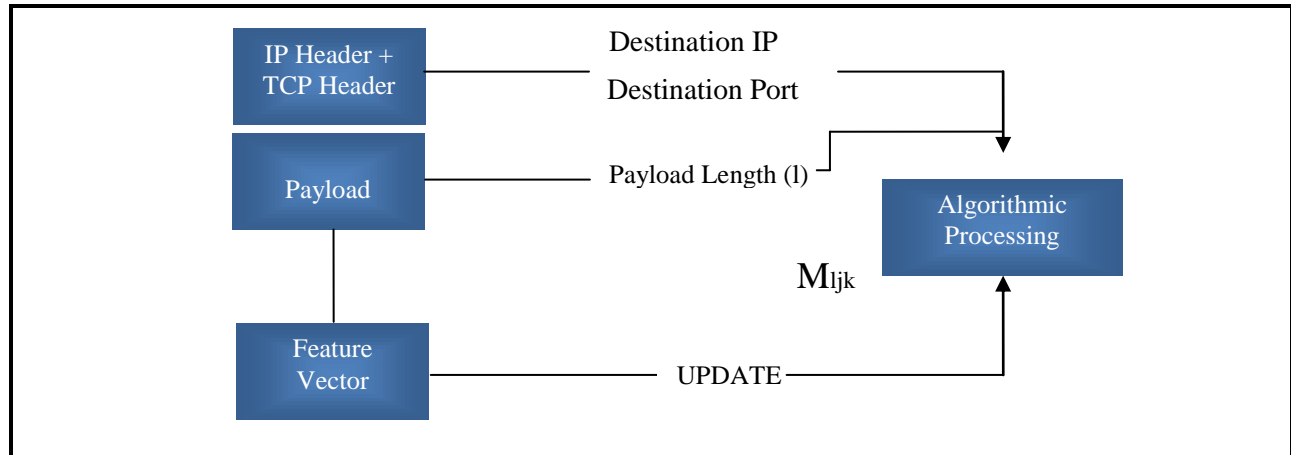 IP Header +
TCP Header
Destination IP
Destination Port
Payload
Payload Length (l)
Algorithmic
Processing
Mljk
Feature
Vector
UPDATE